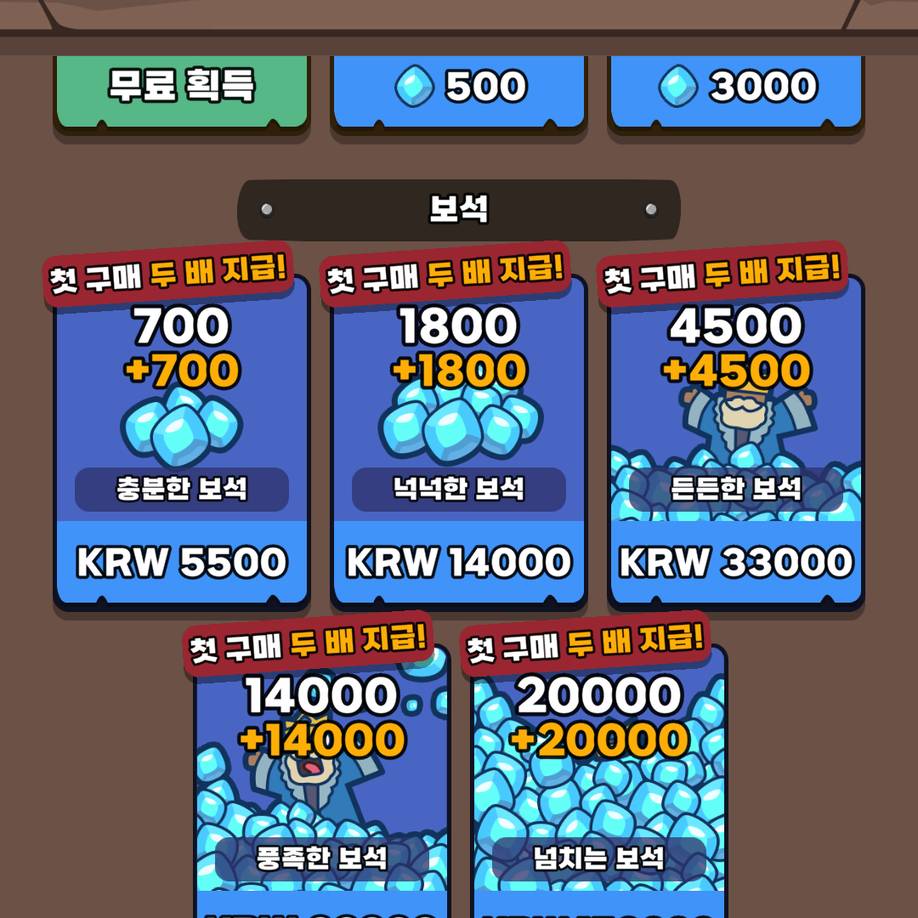 무료 획득
500
3000
보석
첫 구매 두 배 지급!
700
+700
충분한 보석
KRW 5500
첫 구매 두 배 지급!
1800
+1800
넉넉한 보석
KRW 14000
첫 구매 두 배 지급!
4500
+4500
든든한 보석
KRW 33000
첫 구매 두 배 지급!
14000
+14000
풍족한 보석
첫 구매 두 배 지급!
20000
+20000
넘치는 보석